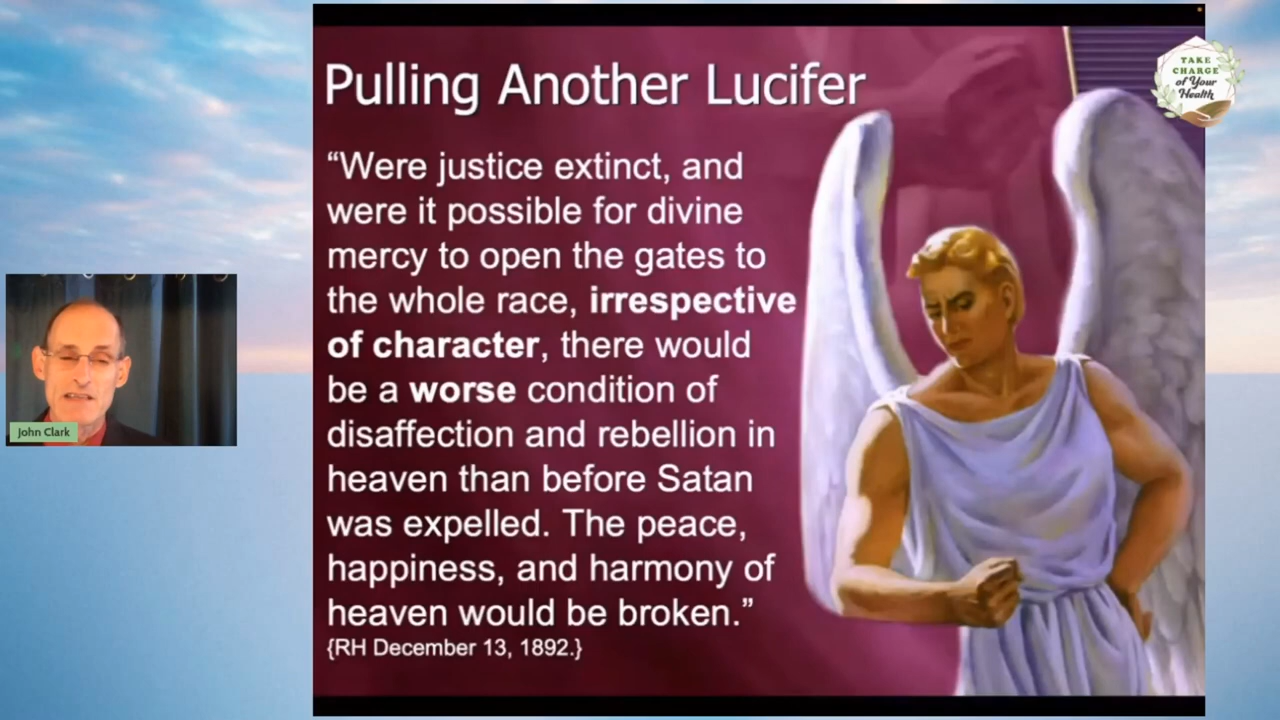 Pulling Another Lucifer
“Were justice extinct, and
were it possible for divine
mercy to open the gates to
the whole race, irrespective
of character, there would
be a worse condition of
disaffection and rebellion in
heaven than before Satan
was expelled. The peace,
happiness, and harmony of
heaven would be broken.”
{RH December 13, 1892.}
TAKE
CHARGE
of Your
Health
John Clark